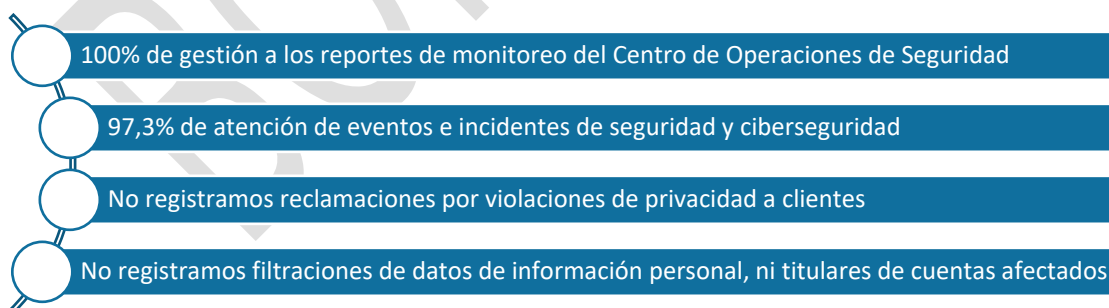 100% de gestión a los reportes de monitoreo del Centro de Operaciones de Seguridad
97,3% de atención de eventos e incidentes de seguridad y ciberseguridad
No registramos reclamaciones por violaciones de privacidad a clientes
No registramos filtraciones de datos de información personal, ni titulares de cuentas afectados